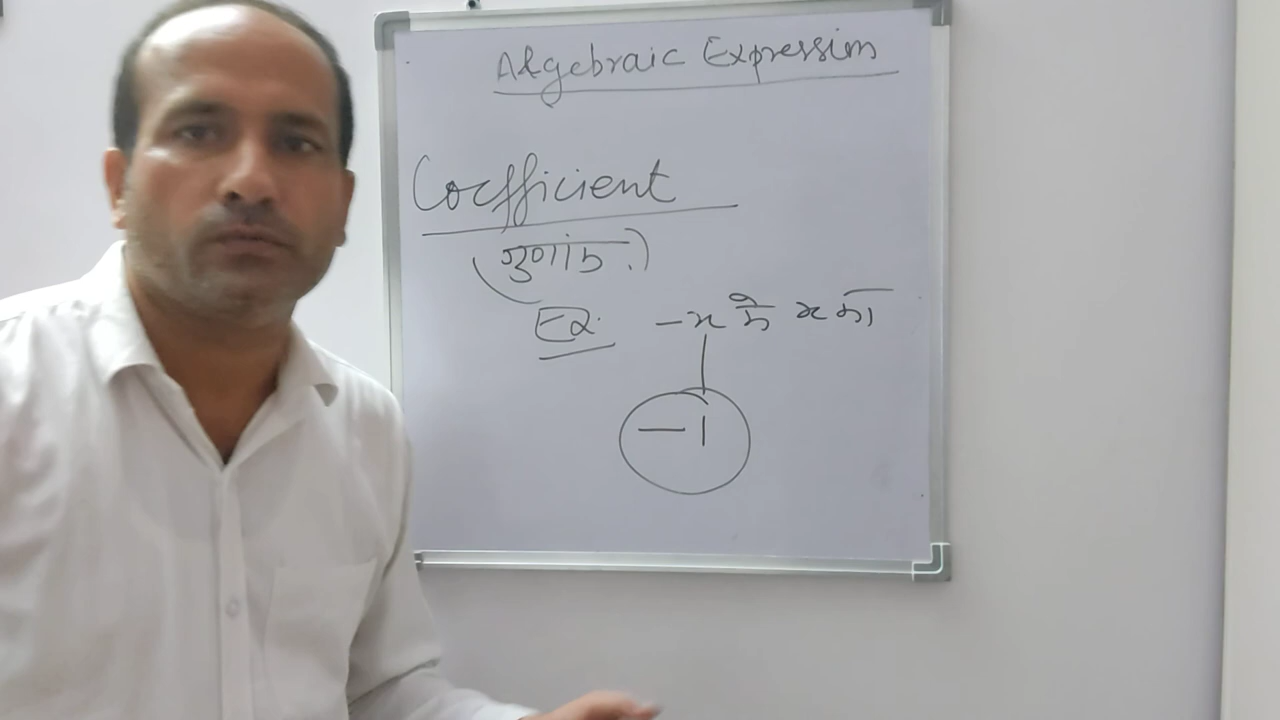 Algebraic Expression
Coefficient
(गुणांक)
Ex. -x में x का
-1